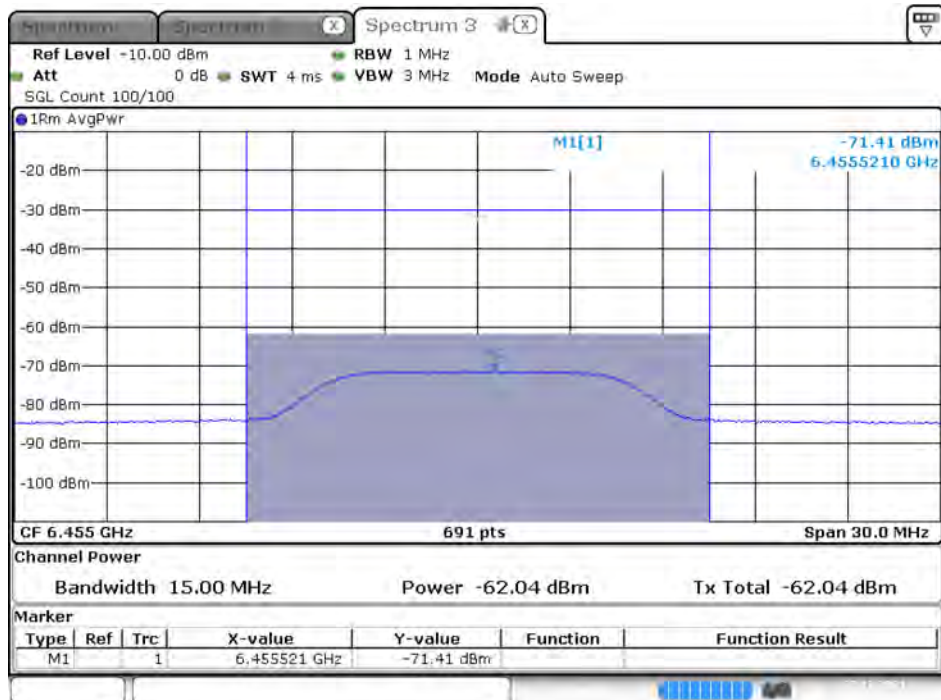 Spectrum 3
Ref Level -10.00 dBm RBW 1 MHz
Att 0 dB SWT 4 ms VBW 3 MHz Mode Auto Sweep
SGL Count 100/100
1Rm AvgPwr
M1[1] -71.41 dBm
6.4555210 GHz
-20 dBm
-30 dBm
-40 dBm
-50 dBm
-60 dBm
-70 dBm
-80 dBm
-90 dBm
-100 dBm
CF 6.455 GHz 691 pts Span 30.0 MHz
Channel Power
Bandwidth 15.00 MHz Power -62.04 dBm Tx Total -62.04 dBm
Marker
Type Ref Trc X-value Y-value Function Function Result
M1 1 6.455521 GHz -71.41 dBm